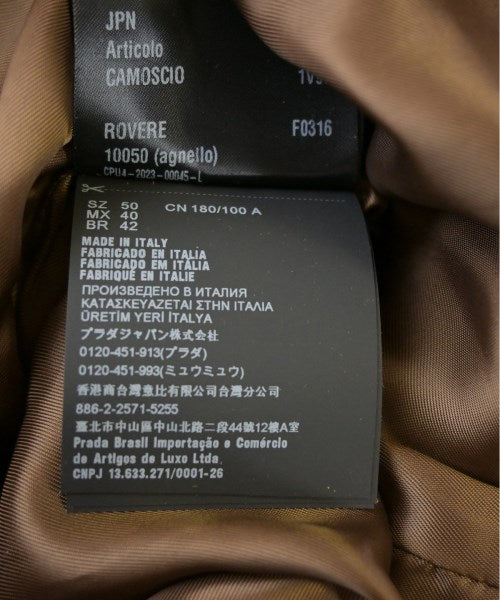 JPN
Articolo
CAMOSCIO
ROVERE F0316
10050 (agnello)
CPU4-2023-00045-L
SZ 50 CN 180/100 A
MX 40
BR 42
MADE IN ITALY
FABRICADO EN ITALIA
FABRICADO EM ITÁLIA
FABRIQUÉ EN ITALIE
ПРОИЗВЕДЕНО В ИТАЛИЯ
ΚΑΤΑΣΚΕΥΑΖΕΤΑΙ ΣΤΗΝ ΙΤΑΛΙΑ
ÜRETİM YERİ İTALYA
プラダジャパン株式会社
0120-451-913(プラダ)
0120-451-993(ミュウミュウ)
香港商台灣意比有限公司台灣分公司
886-2-2571-5255
臺北市中山區中山北路二段44號12樓A室
Prada Brasil Importação e Comércio
de Artigos de Luxo Ltda.
CNPJ 13.633.271/0001-26